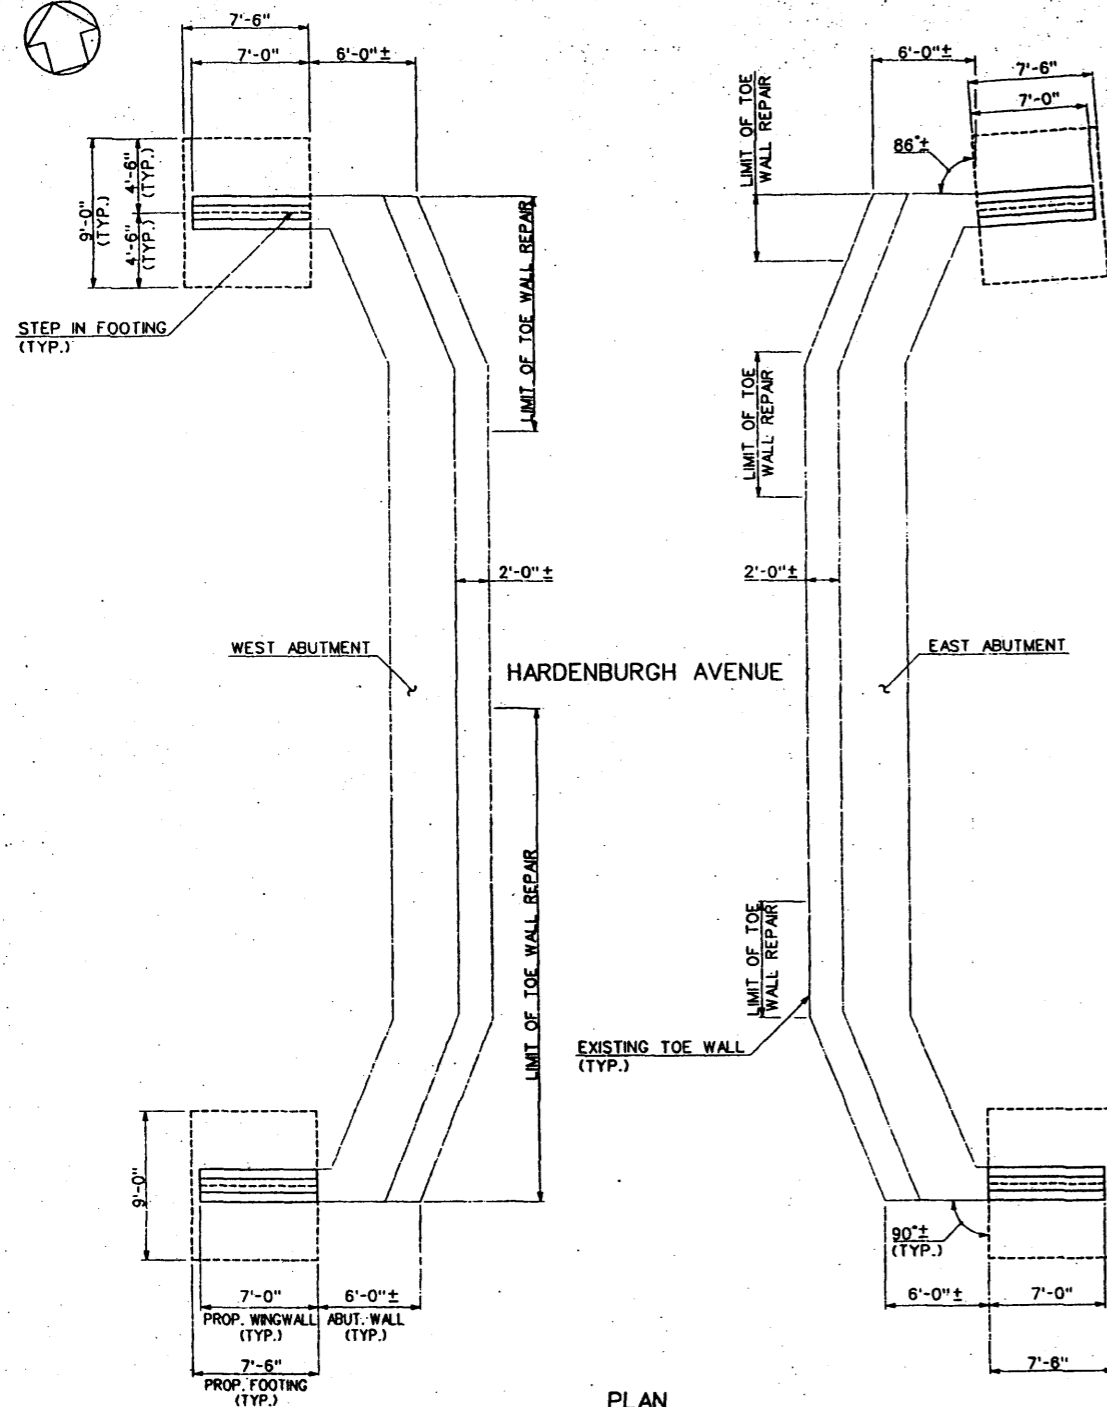 7'-6"
7'-0"
6'-0"±
9'-0"
(TYP.)
4'-6"
(TYP.)
4'-6"
(TYP.)
STEP IN FOOTING
(TYP.)
LIMIT OF TOE WALL REPAIR
6'-0"±
7'-6"
7'-0"
86°±
LIMIT OF TOE
WALL REPAIR
LIMIT OF TOE
WALL REPAIR
2'-0"±
2'-0"±
WEST ABUTMENT
HARDENBURGH AVENUE
EAST ABUTMENT
LIMIT OF TOE WALL REPAIR
LIMIT OF TOE
WALL REPAIR
EXISTING TOE WALL
(TYP.)
9'-0"
90°±
(TYP.)
7'-0"
PROP. WINGWALL
(TYP.)
6'-0"±
ABUT. WALL
(TYP.)
7'-6"
PROP. FOOTING
(TYP.)
6'-0"±
7'-0"
7'-6"
PLAN